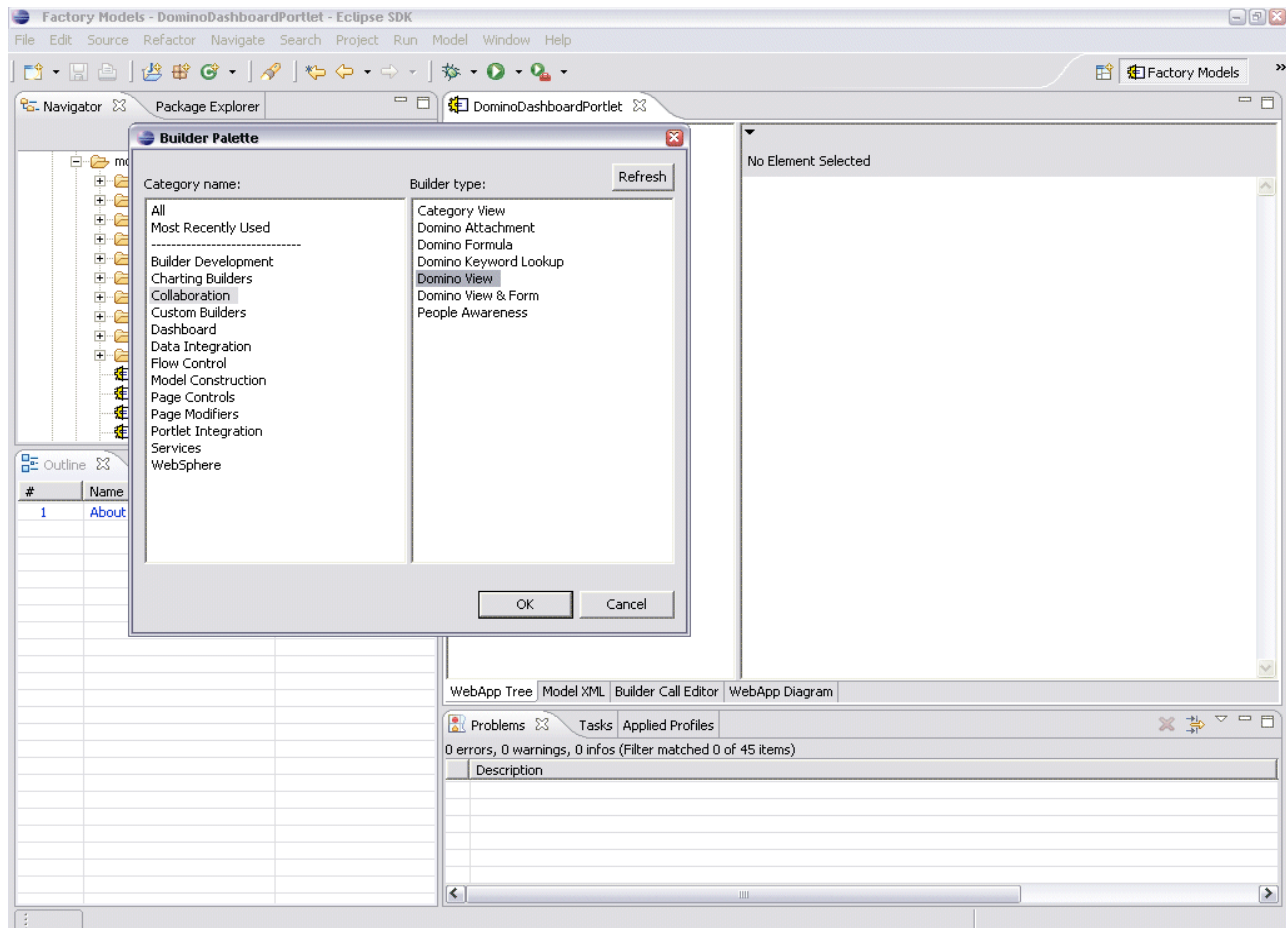 Factory Models - DominoDashboardPortlet - Eclipse SDK
File Edit Source Refactor Navigate Search Project Run Model Window Help
Factory Models
»
Navigator Package Explorer
DominoDashboardPortlet
Builder Palette
Category name:
All
Most Recently Used
------------------------------
Builder Development
Charting Builders
Collaboration
Custom Builders
Dashboard
Data Integration
Flow Control
Model Construction
Page Controls
Page Modifiers
Portlet Integration
Services
WebSphere
Builder type:
Refresh
Category View
Domino Attachment
Domino Formula
Domino Keyword Lookup
Domino View
Domino View & Form
People Awareness
OK Cancel
No Element Selected
Outline
# Name
1 About
WebApp Tree Model XML Builder Call Editor WebApp Diagram
Problems Tasks Applied Profiles
0 errors, 0 warnings, 0 infos (Filter matched 0 of 45 items)
Description